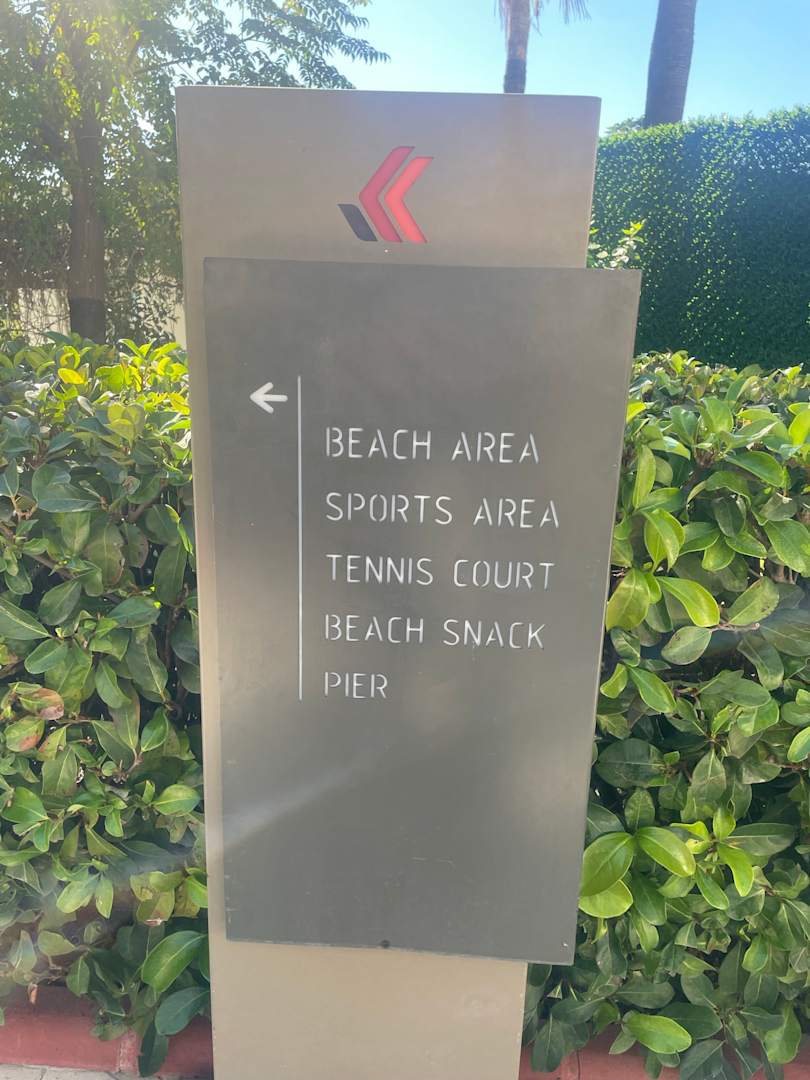 BEACH AREA
SPORTS AREA
TENNIS COURT
BEACH SNACK
PIER